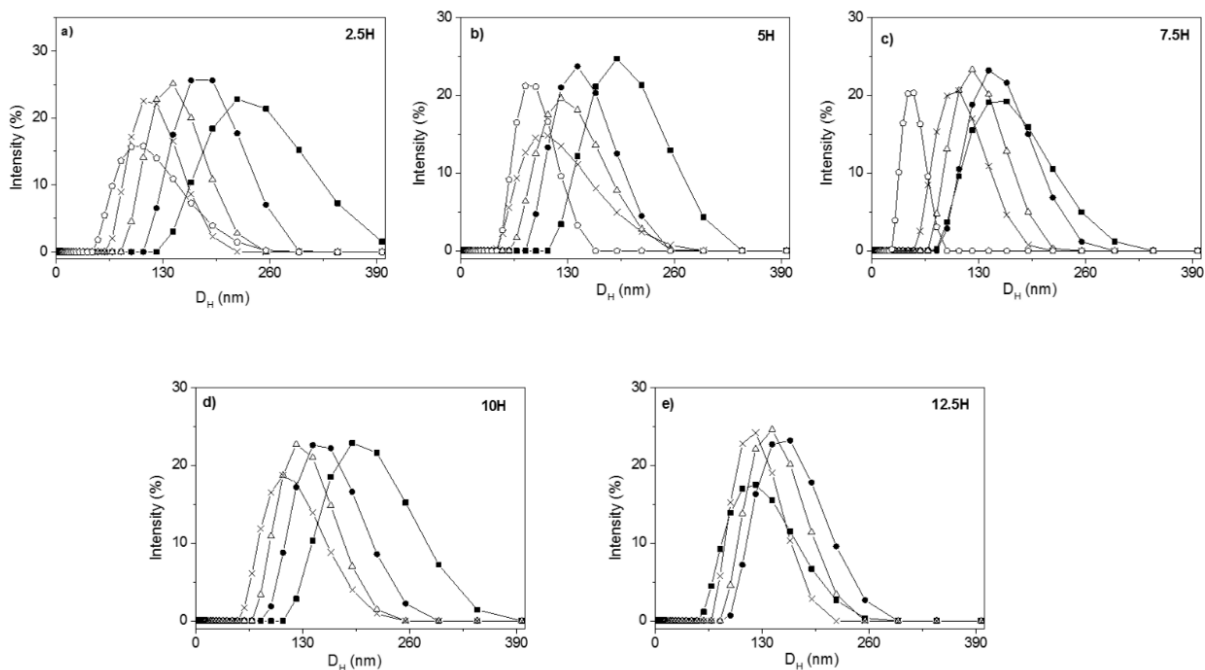 a)
2.5H
30
20
10
0
Intensity (%)
0 130 260 390
D_H (nm)
b)
5H
30
20
10
0
Intensity (%)
0 130 260 390
D_H (nm)
c)
7.5H
30
20
10
0
Intensity (%)
0 130 260 390
D_H (nm)
d)
10H
30
20
10
0
Intensity (%)
0 130 260 390
D_H (nm)
e)
12.5H
30
20
10
0
Intensity (%)
0 130 260 390
D_H (nm)